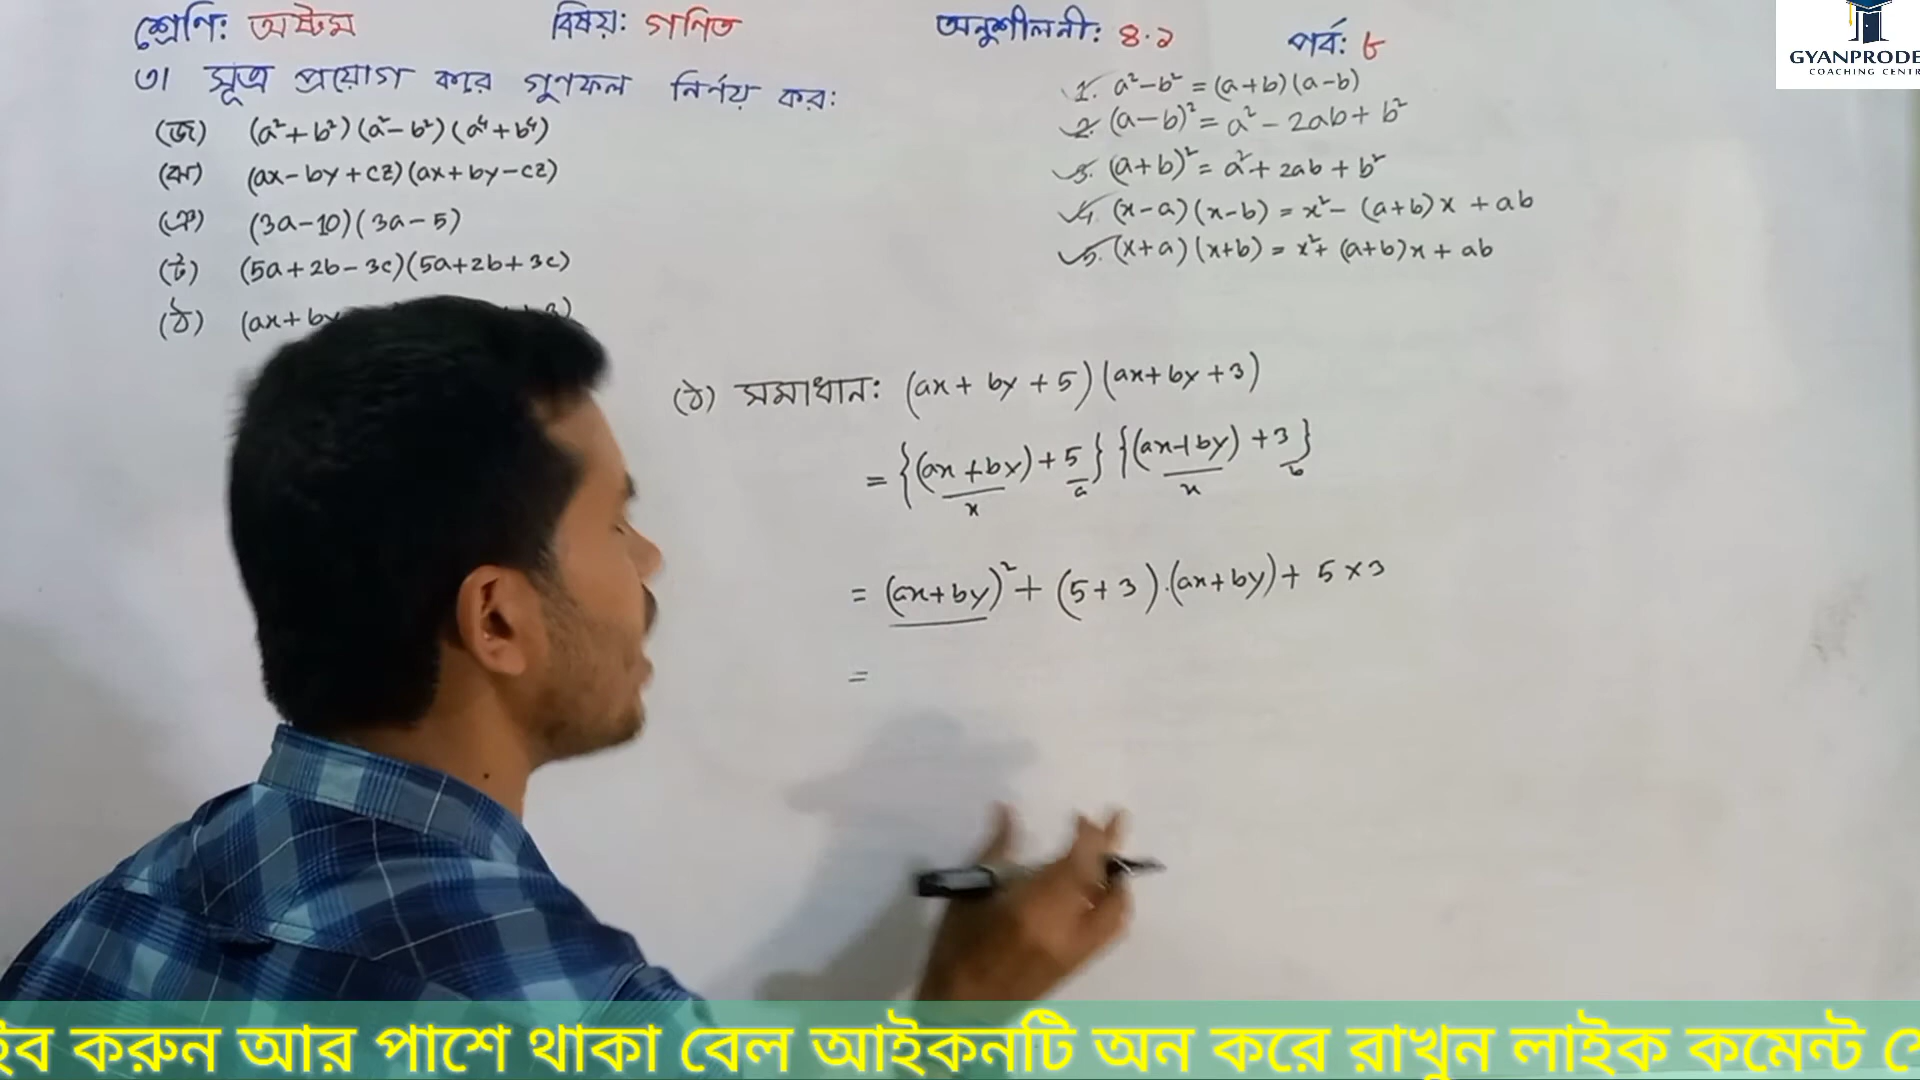 শ্রেণি: অষ্টম বিষয়: গণিত অনুশীলনী: ৪.১ পর্ব: ৮
GYANPRODE
COACHING CENTR
৩। সূত্র প্রয়োগ করে গুণফল নির্ণয় কর:
(জ) (a²+b²)(a²-b²)(a⁴+b⁴)
(ঝ) (ax-by+cz)(ax+by-cz)
(ঞ) (3a-10)(3a-5)
(ট) (5a+2b-3c)(5a+2b+3c)
(ঠ) (ax+by 3)
1. a²-b² = (a+b)(a-b)
2. (a-b)² = a² - 2ab + b²
3. (a+b)² = a² + 2ab + b²
4. (x-a)(x-b) = x² - (a+b)x + ab
5. (x+a)(x+b) = x² + (a+b)x + ab
(ঠ) সমাধান: (ax + by + 5)(ax + by + 3)
= {(ax + by) + 5} {(ax + by) + 3}
x a x b
= (ax+by)² + (5+3).(ax+by) + 5×3
=
ইব করুন আর পাশে থাকা বেল আইকনটি অন করে রাখুন লাইক কমেন্ট শে